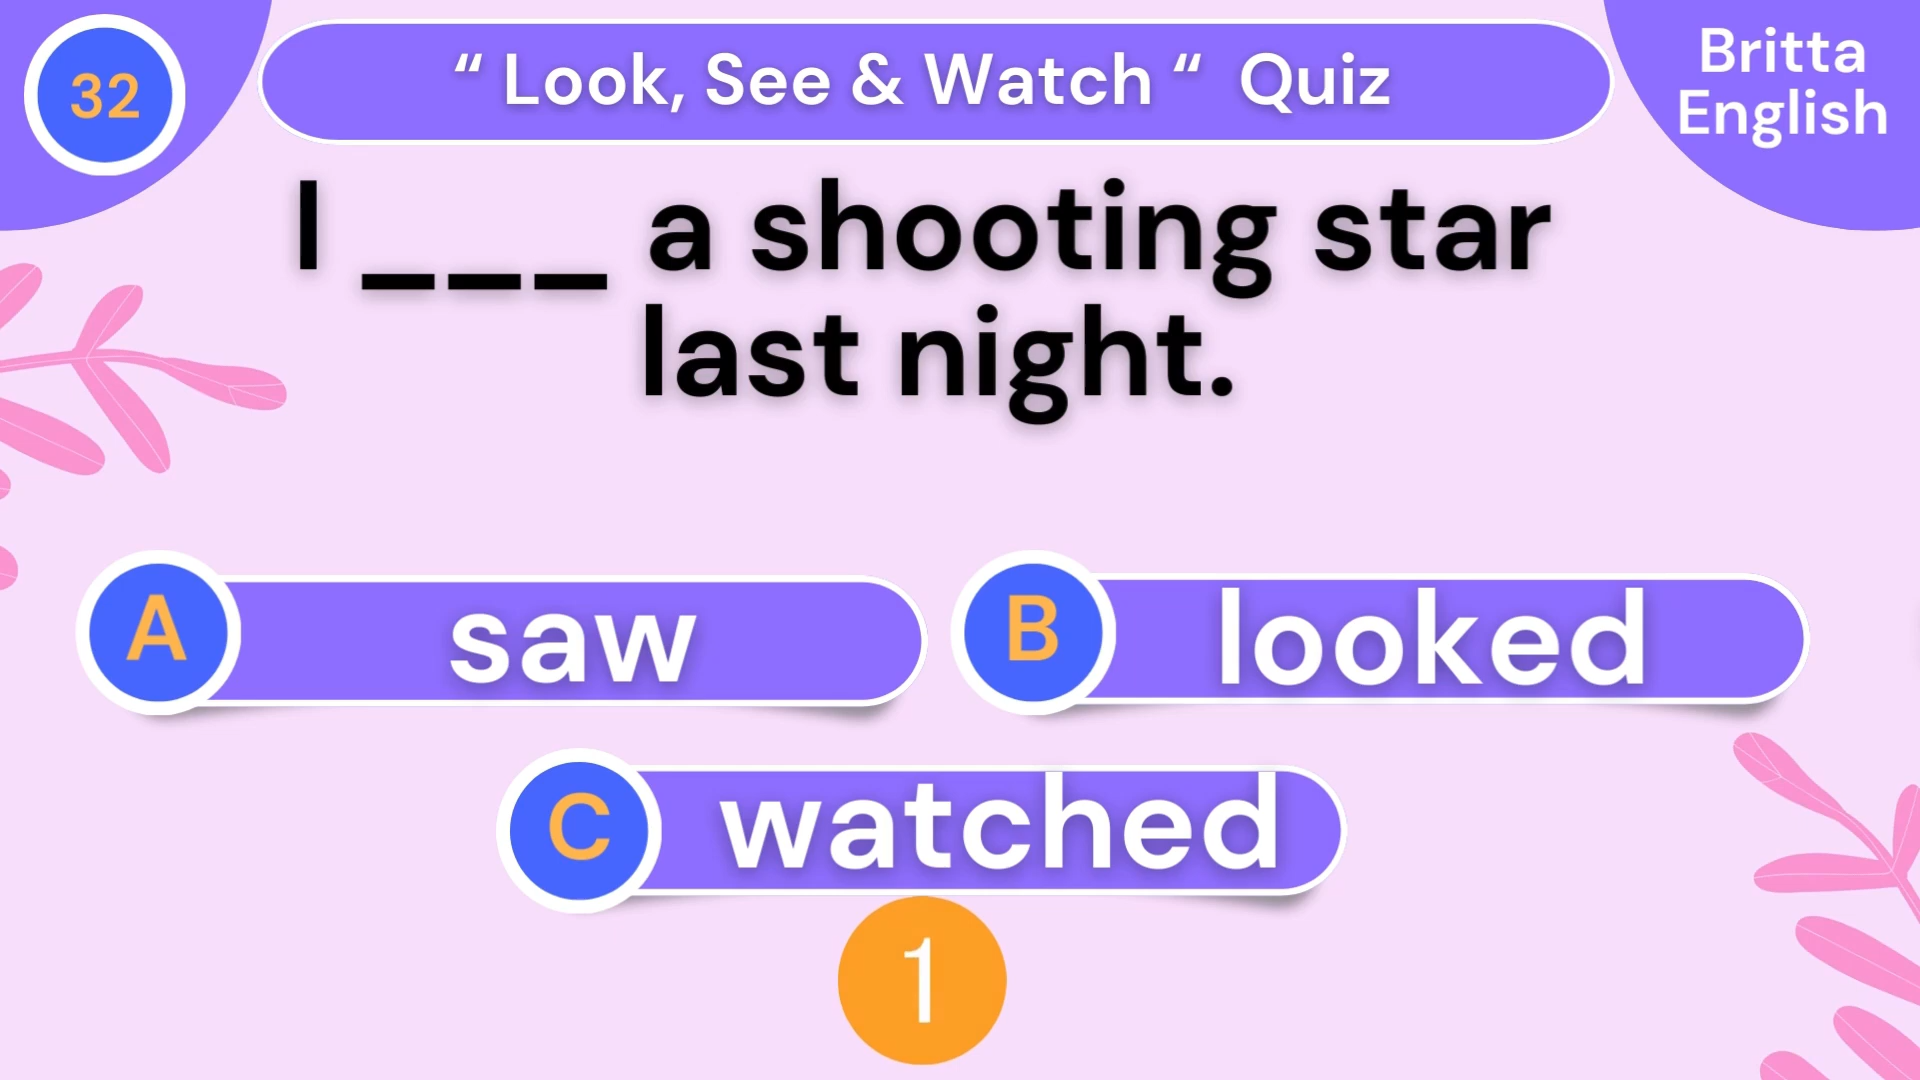 32
“ Look, See & Watch “ Quiz
Britta
English
I ___ a shooting star
last night.
A
saw
B
looked
C
watched
1